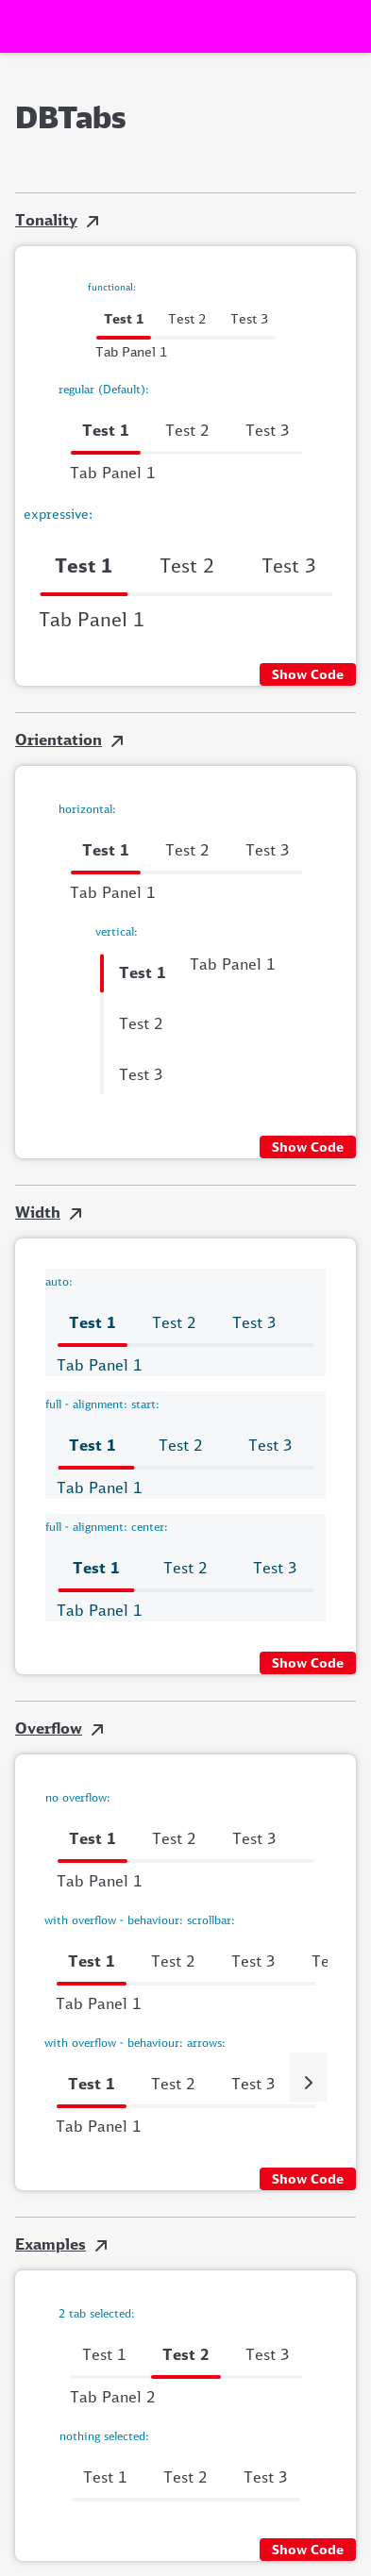 DBTabs
Tonality
functional:
Test 1 Test 2 Test 3
Tab Panel 1
regular (Default):
Test 1 Test 2 Test 3
Tab Panel 1
expressive:
Test 1 Test 2 Test 3
Tab Panel 1
Show Code
Orientation
horizontal:
Test 1 Test 2 Test 3
Tab Panel 1
vertical:
Test 1 Tab Panel 1
Test 2
Test 3
Show Code
Width
auto:
Test 1 Test 2 Test 3
Tab Panel 1
full - alignment: start:
Test 1 Test 2 Test 3
Tab Panel 1
full - alignment: center:
Test 1 Test 2 Test 3
Tab Panel 1
Show Code
Overflow
no overflow:
Test 1 Test 2 Test 3
Tab Panel 1
with overflow - behaviour: scrollbar:
Test 1 Test 2 Test 3 Te
Tab Panel 1
with overflow - behaviour: arrows:
Test 1 Test 2 Test 3
Tab Panel 1
Show Code
Examples
2 tab selected:
Test 1 Test 2 Test 3
Tab Panel 2
nothing selected:
Test 1 Test 2 Test 3
Show Code